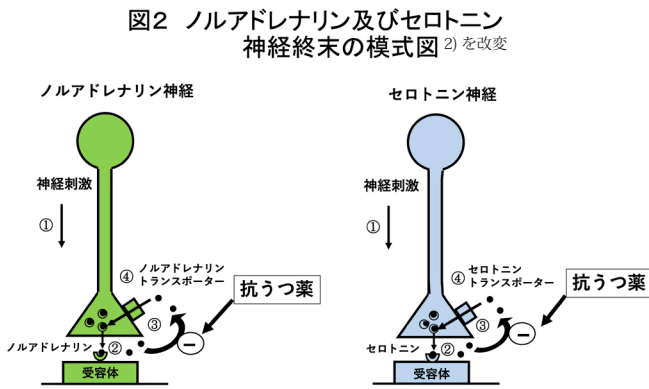 図2 ノルアドレナリン及びセロトニン
神経終末の模式図 2) を改変
ノルアドレナリン神経
神経刺激
①
④
ノルアドレナリン
トランスポーター
抗うつ薬
③
−
ノルアドレナリン
②
受容体
セロトニン神経
神経刺激
①
④
セロトニン
トランスポーター
抗うつ薬
③
−
セロトニン
②
受容体